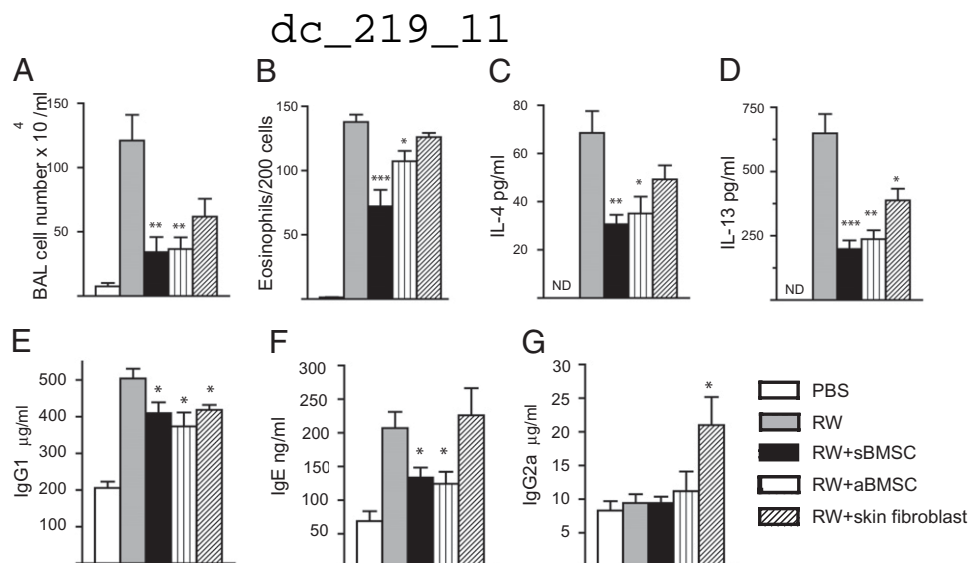 dc_219_11
A
BAL cell number x 10 /ml
4
150
100
50
**
**
B
Eosinophils/200 cells
150
100
50
***
*
C
IL-4 pg/ml
80
60
40
20
**
*
ND
D
IL-13 pg/ml
750
500
250
***
**
*
ND
E
IgG1 μg/ml
500
400
300
200
100
*
*
*
F
IgE ng/ml
250
200
150
100
50
*
*
G
IgG2a μg/ml
30
25
20
15
10
5
*
PBS
RW
RW+sBMSC
RW+aBMSC
RW+skin fibroblast